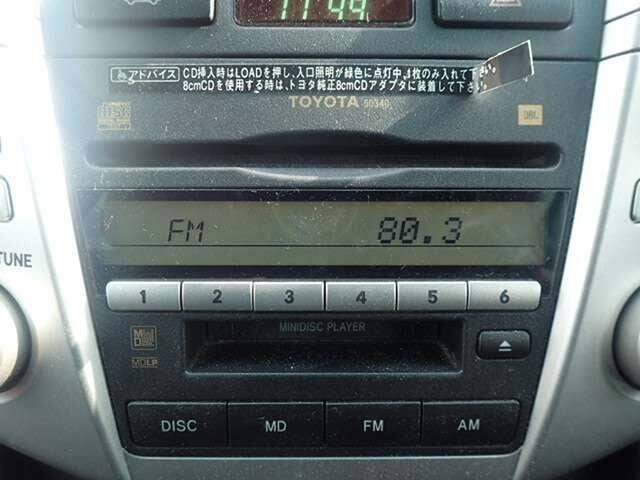 11:44
アドバイス CD挿入時はLOADを押し、入口照明が緑色に点灯中、1枚のみ入れて下さい。
8cmCDを使用する時は、トヨタ純正8cmCDアダプタに装着して下さい。
TOYOTA 50340
JBL
FM 80.3
TUNE
1 2 3 4 5 6
MINIDISC PLAYER
Mini Disc
MDLP
DISC MD FM AM